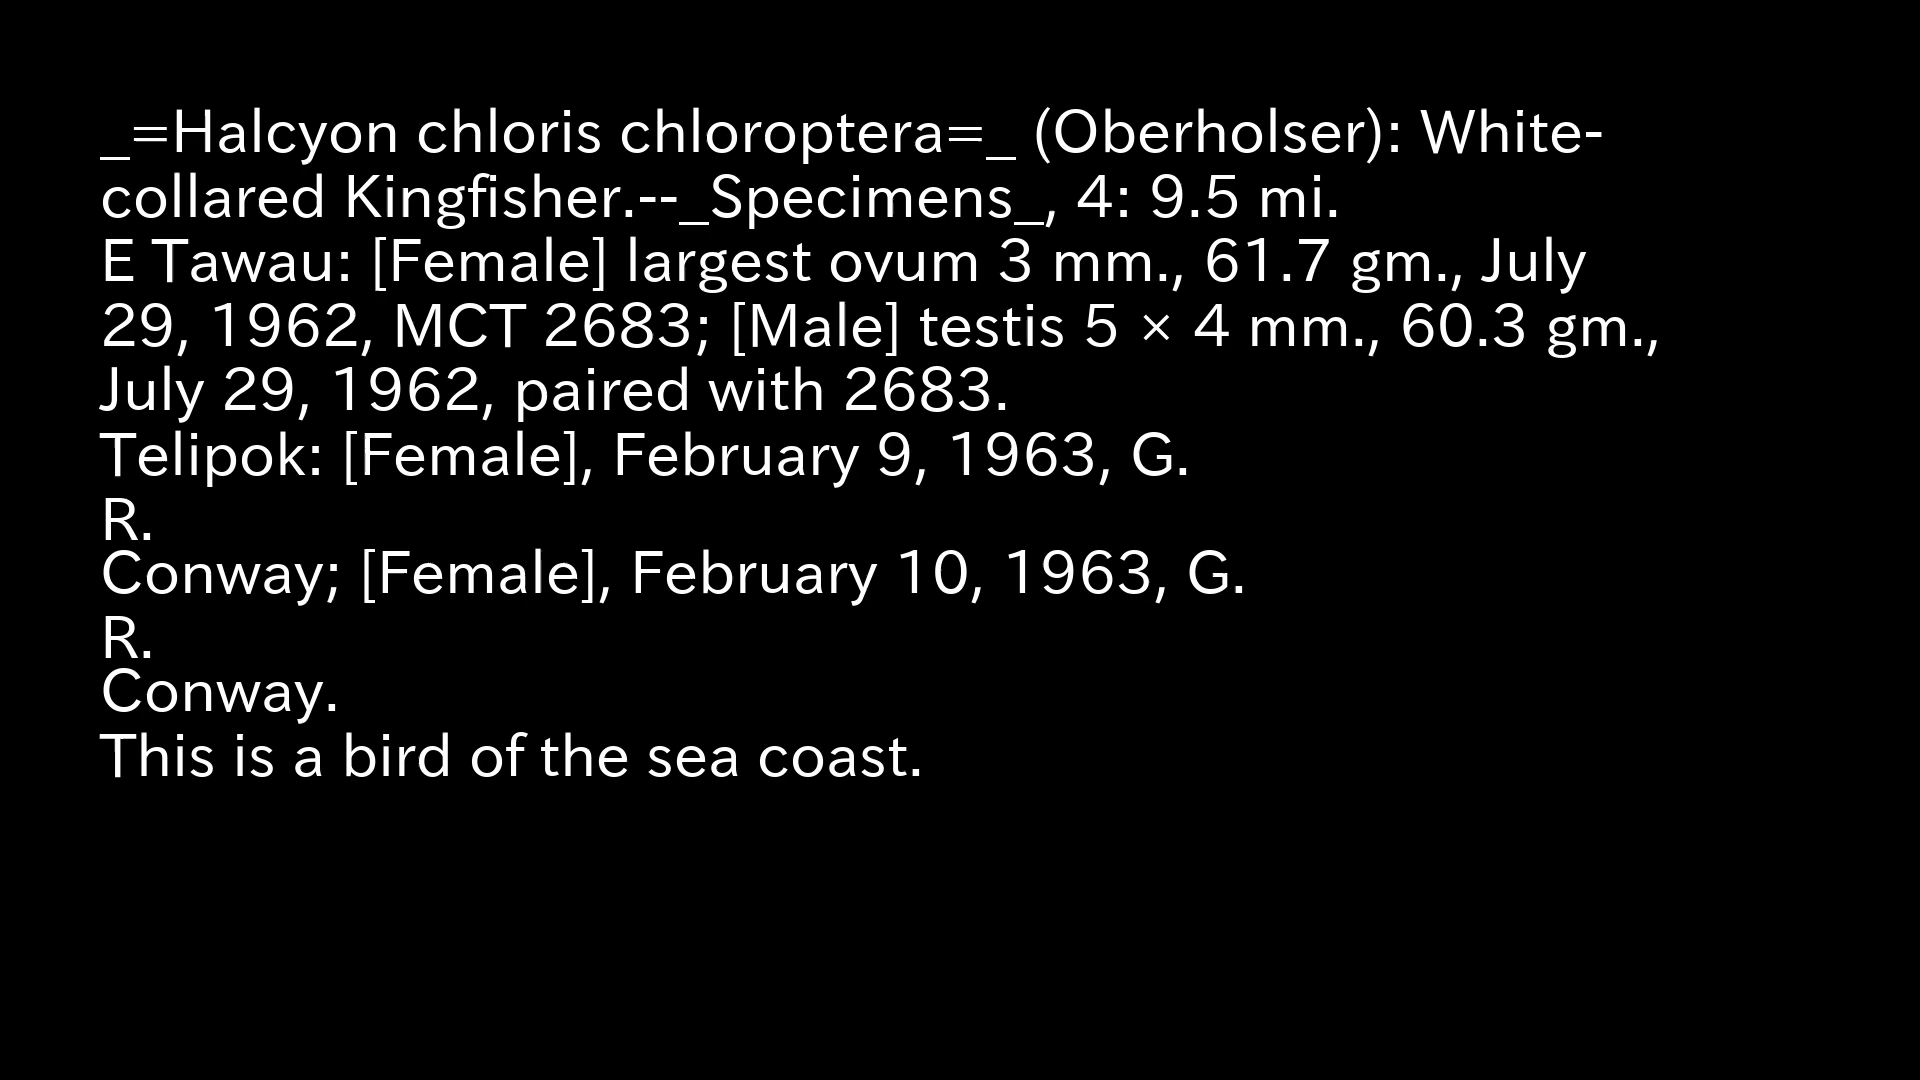 _=Halcyon chloris chloroptera=_ (Oberholser): White-
collared Kingfisher.--_Specimens_, 4: 9.5 mi.
E Tawau: [Female] largest ovum 3 mm., 61.7 gm., July
29, 1962, MCT 2683; [Male] testis 5 × 4 mm., 60.3 gm.,
July 29, 1962, paired with 2683.
Telipok: [Female], February 9, 1963, G.
R.
Conway; [Female], February 10, 1963, G.
R.
Conway.
This is a bird of the sea coast.